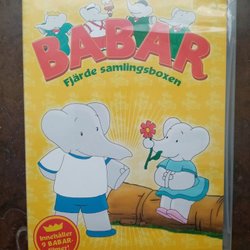 BABAR
Fjärde samlingsboxen
Innehåller
9 BABAR-